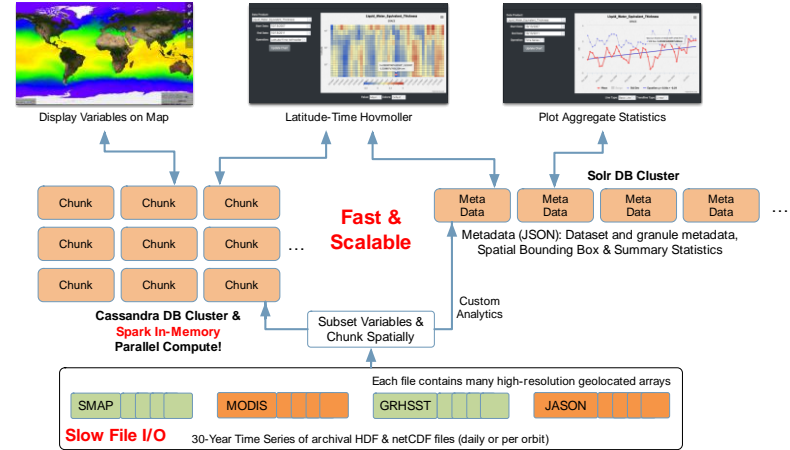 Liquid_Water_Equivalent_Thickness
Liquid_Water_Equivalent_Thickness
Update Chart
Display Variables on Map
Latitude-Time Hovmoller
Plot Aggregate Statistics
Solr DB Cluster
Chunk
Chunk
Chunk
Meta
Data
Meta
Data
Meta
Data
Meta
Data
...
Fast &
Scalable
Chunk
Chunk
Chunk
...
Metadata (JSON): Dataset and granule metadata,
Spatial Bounding Box & Summary Statistics
Chunk
Chunk
Chunk
Custom
Analytics
Cassandra DB Cluster &
Spark In-Memory
Parallel Compute!
Subset Variables &
Chunk Spatially
Each file contains many high-resolution geolocated arrays
SMAP
MODIS
GRHSST
JASON
Slow File I/O
30-Year Time Series of archival HDF & netCDF files (daily or per orbit)